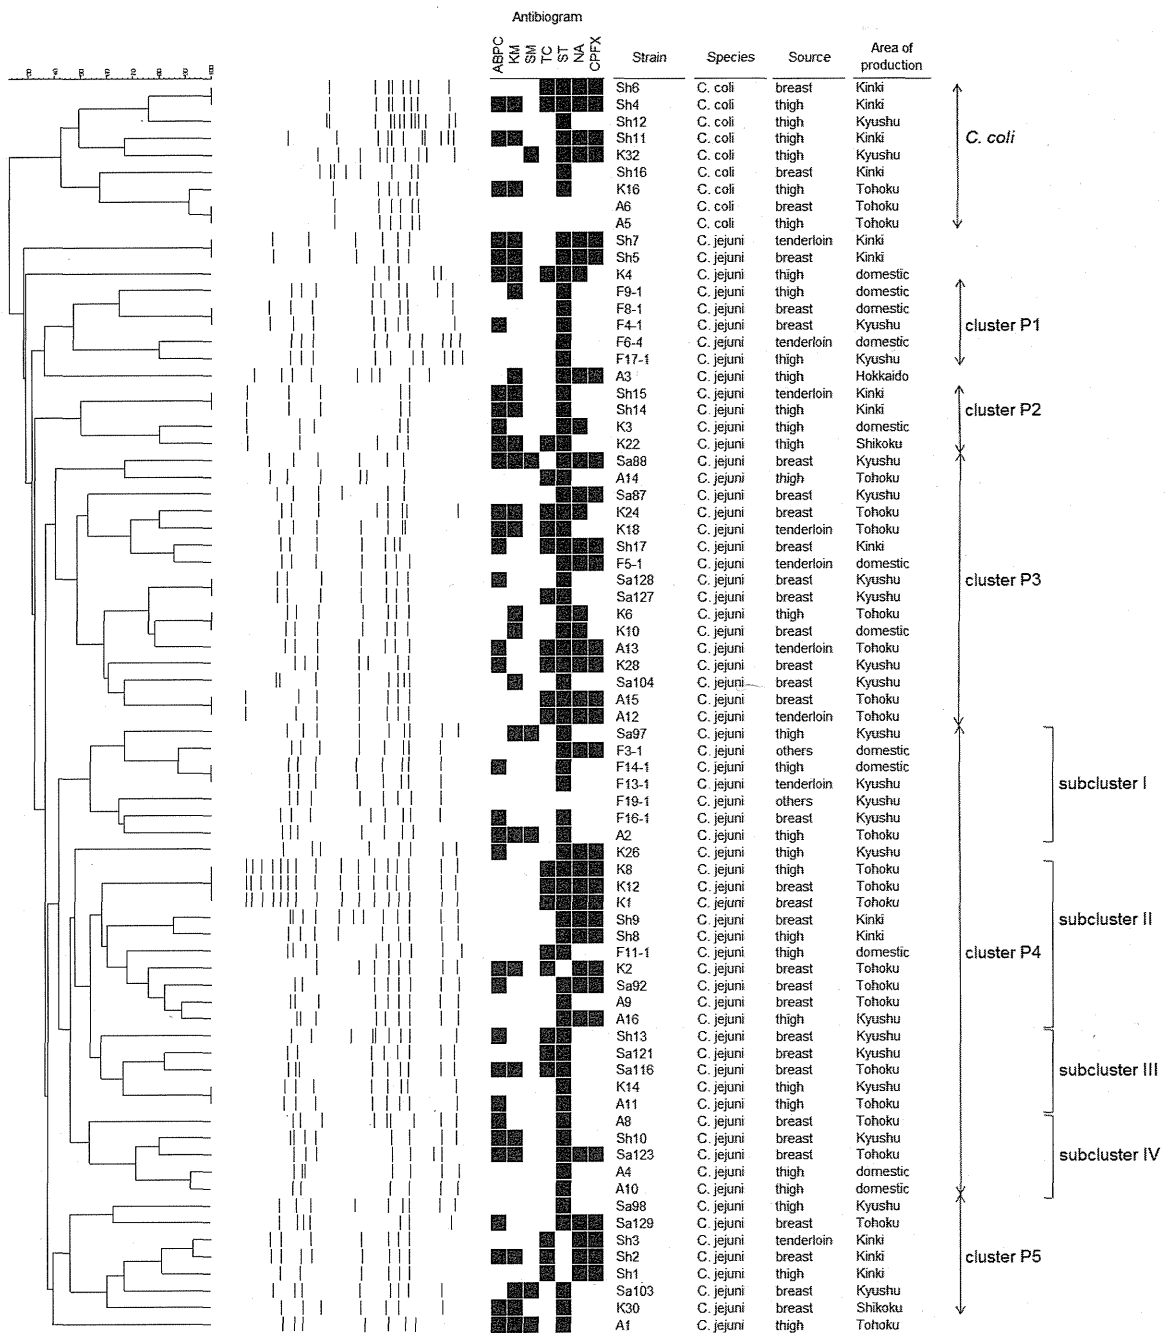 Antibiogram
ABPC KM SM TC ST NA CPFX Strain Species Source Area of production
Sh6 C. coli breast Kinki
Sh4 C. coli thigh Kinki
Sh12 C. coli thigh Kyushu
Sh11 C. coli thigh Kinki
C. coli
K32 C. coli thigh Kyushu
Sh16 C. coli breast Kinki
K16 C. coli thigh Tohoku
A6 C. coli breast Tohoku
A5 C. coli thigh Tohoku
Sh7 C. jejuni tenderloin Kinki
Sh5 C. jejuni breast Kinki
K4 C. jejuni thigh domestic
F9-1 C. jejuni thigh domestic
F8-1 C. jejuni breast domestic
F4-1 C. jejuni breast Kyushu
cluster P1
F6-4 C. jejuni tenderloin domestic
F17-1 C. jejuni thigh Kyushu
A3 C. jejuni thigh Hokkaido
Sh15 C. jejuni tenderloin Kinki
Sh14 C. jejuni thigh Kinki
cluster P2
K3 C. jejuni thigh domestic
K22 C. jejuni thigh Shikoku
Sa88 C. jejuni breast Kyushu
A14 C. jejuni thigh Tohoku
Sa87 C. jejuni breast Kyushu
K24 C. jejuni breast Tohoku
K18 C. jejuni tenderloin Tohoku
Sh17 C. jejuni breast Kinki
F5-1 C. jejuni tenderloin domestic
Sa128 C. jejuni breast Kyushu
cluster P3
Sa127 C. jejuni breast Kyushu
K6 C. jejuni thigh Tohoku
K10 C. jejuni breast domestic
A13 C. jejuni tenderloin Tohoku
K28 C. jejuni breast Kyushu
Sa104 C. jejuni breast Kyushu
A15 C. jejuni breast Tohoku
A12 C. jejuni tenderloin Tohoku
Sa97 C. jejuni thigh Kyushu
F3-1 C. jejuni others domestic
F14-1 C. jejuni thigh domestic
F13-1 C. jejuni tenderloin Kyushu
subcluster I
F19-1 C. jejuni others Kyushu
F16-1 C. jejuni breast Kyushu
A2 C. jejuni thigh Tohoku
K26 C. jejuni thigh Kyushu
K8 C. jejuni thigh Tohoku
K12 C. jejuni breast Tohoku
K1 C. jejuni breast Tohoku
Sh9 C. jejuni breast Kinki
subcluster II
Sh8 C. jejuni thigh Kinki
F11-1 C. jejuni thigh domestic
cluster P4
K2 C. jejuni breast Tohoku
Sa92 C. jejuni breast Kyushu
A9 C. jejuni breast Tohoku
A16 C. jejuni thigh Kyushu
Sh13 C. jejuni breast Kyushu
Sa121 C. jejuni breast Kyushu
Sa116 C. jejuni breast Tohoku
subcluster III
K14 C. jejuni thigh Kyushu
A11 C. jejuni thigh Tohoku
A8 C. jejuni breast Tohoku
Sh10 C. jejuni breast Kyushu
Sa123 C. jejuni breast Tohoku
subcluster IV
A4 C. jejuni thigh domestic
A10 C. jejuni thigh domestic
Sa98 C. jejuni thigh Kyushu
Sa129 C. jejuni breast Tohoku
Sh3 C. jejuni tenderloin Kinki
Sh2 C. jejuni breast Kinki
cluster P5
Sh1 C. jejuni thigh Kinki
Sa103 C. jejuni breast Kyushu
K30 C. jejuni breast Shikoku
A1 C. jejuni thigh Tohoku